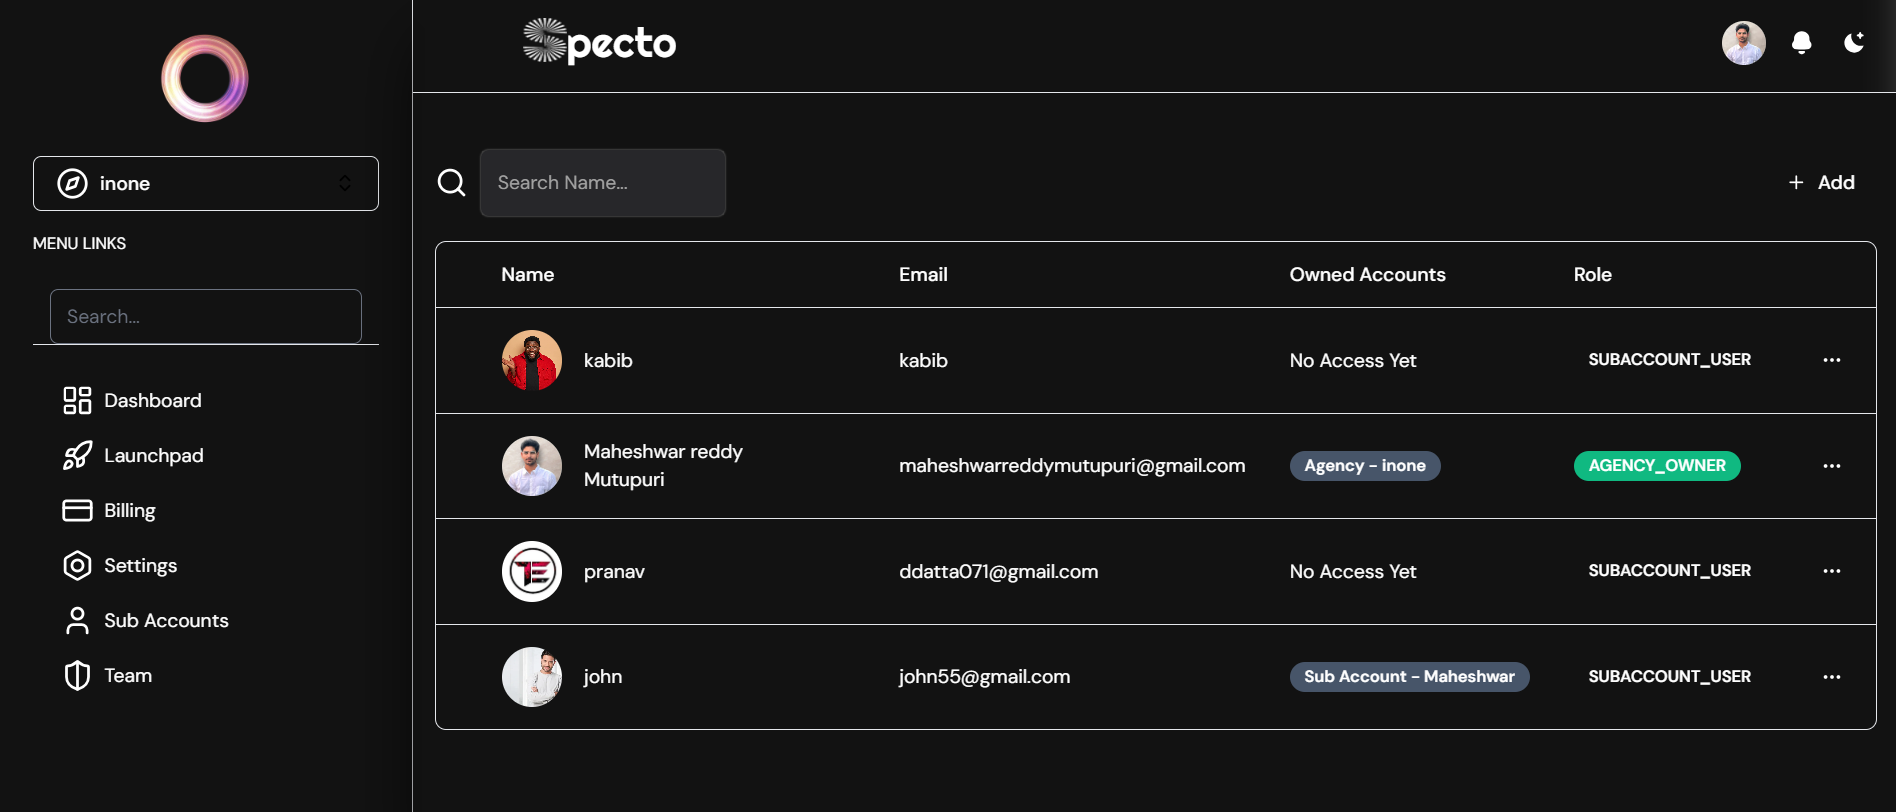 inone
MENU LINKS
Search...
Dashboard
Launchpad
Billing
Settings
Sub Accounts
Team
Specto
Search Name...
Add
Name Email Owned Accounts Role
kabib kabib No Access Yet SUBACCOUNT_USER
Maheshwar reddy
Mutupuri maheshwarreddymutupuri@gmail.com Agency - inone AGENCY_OWNER
TE pranav ddatta071@gmail.com No Access Yet SUBACCOUNT_USER
john john55@gmail.com Sub Account - Maheshwar SUBACCOUNT_USER